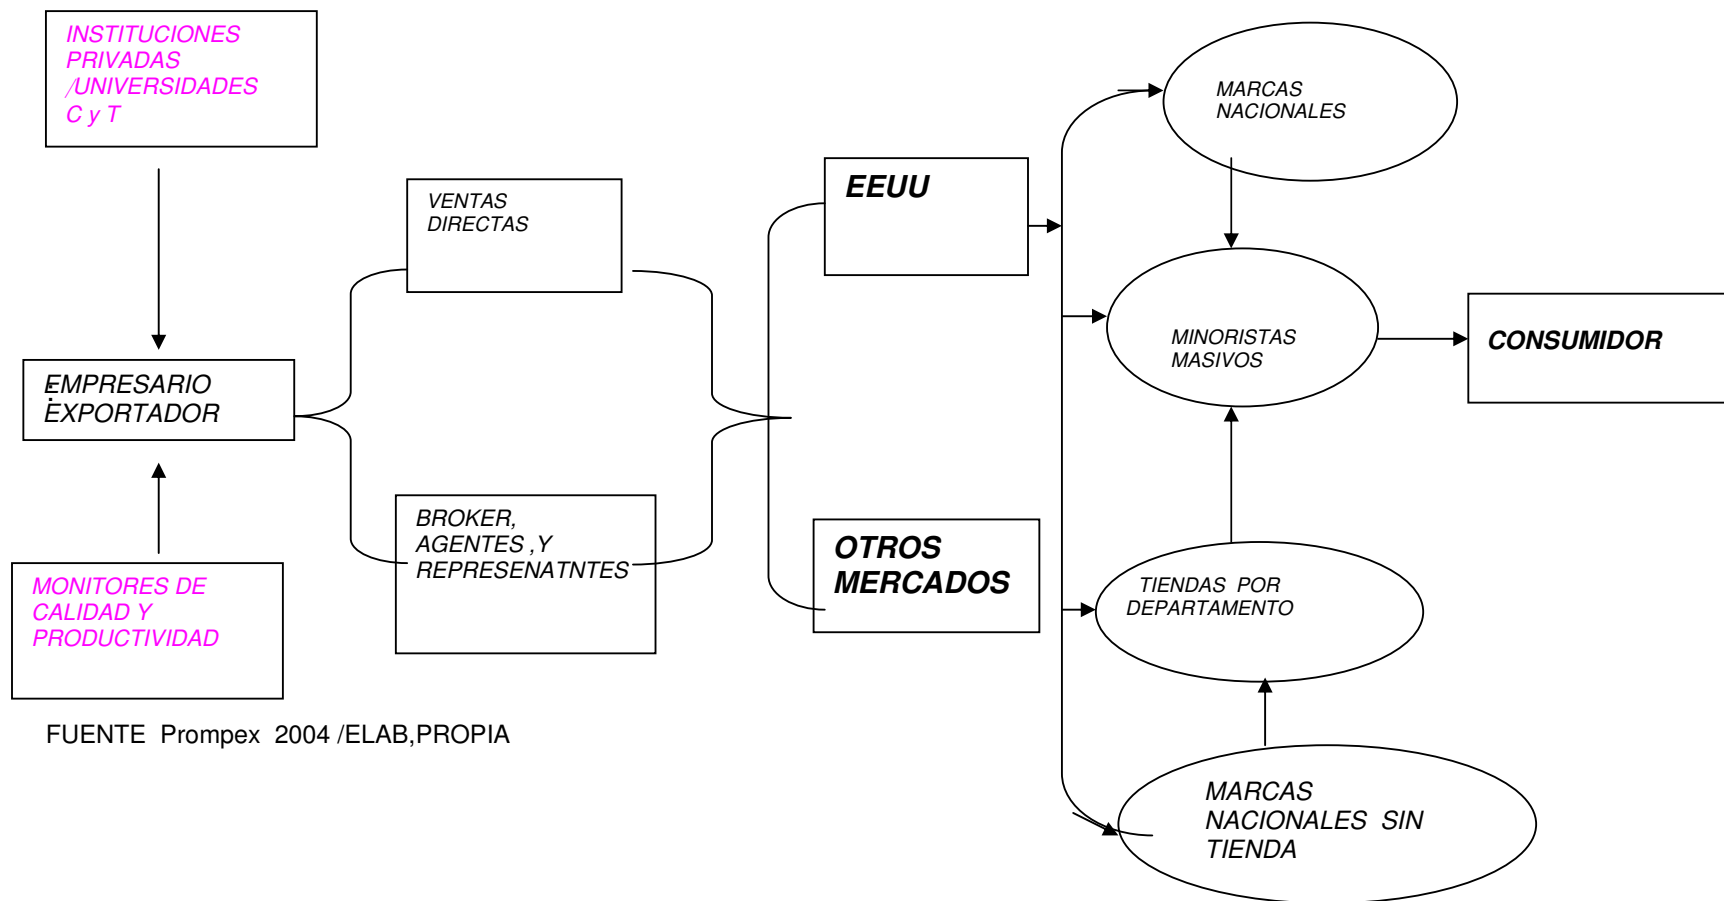 INSTITUCIONES
PRIVADAS
/UNIVERSIDADES
C y T
VENTAS
DIRECTAS
EEUU
MARCAS
NACIONALES
EMPRESARIO
EXPORTADOR
MINORISTAS
MASIVOS
CONSUMIDOR
BROKER,
AGENTES ,Y
REPRESENATNTES
OTROS
MERCADOS
TIENDAS POR
DEPARTAMENTO
MONITORES DE
CALIDAD Y
PRODUCTIVIDAD
MARCAS
NACIONALES SIN
TIENDA
FUENTE Prompex 2004 /ELAB,PROPIA